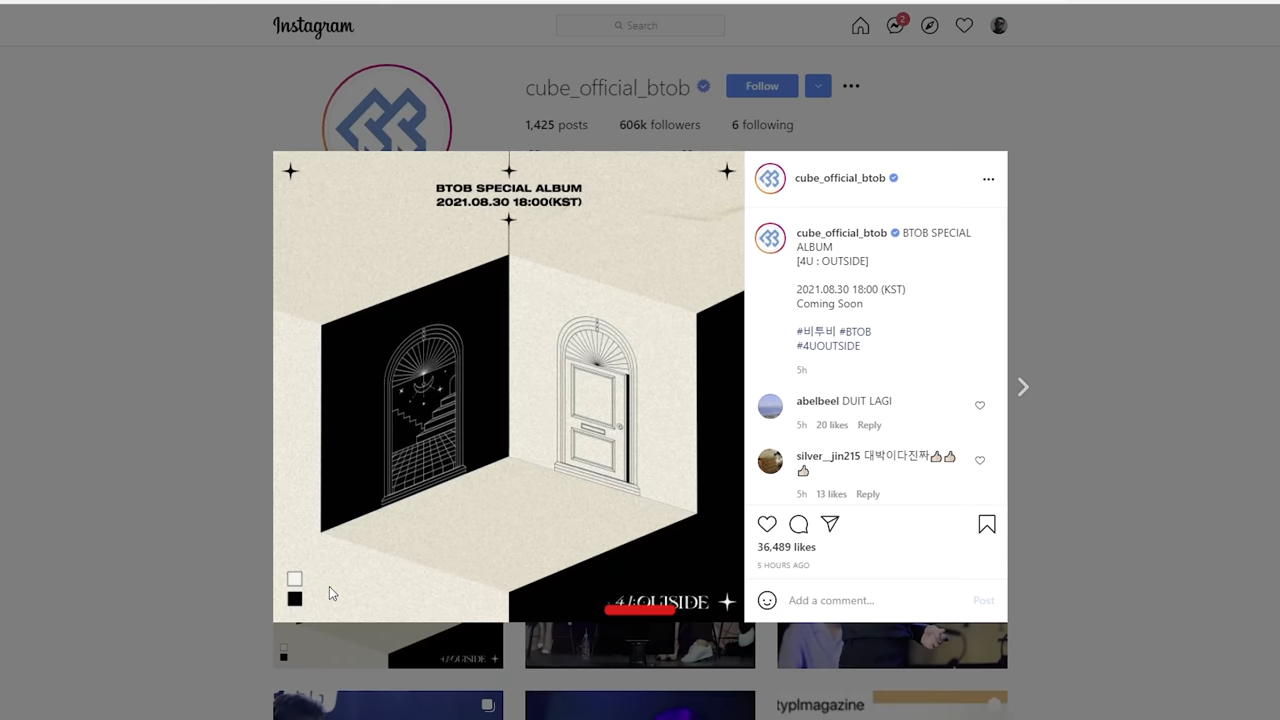 Instagram
Search
2
cube_official_btob
Follow
1,425 posts 606k followers 6 following
BTOB SPECIAL ALBUM
2021.08.30 18:00(KST)
4U:OUTSIDE
cube_official_btob
cube_official_btob BTOB SPECIAL
ALBUM
[4U : OUTSIDE]
2021.08.30 18:00 (KST)
Coming Soon
#비투비 #BTOB
#4UOUTSIDE
5h
abelbeel DUIT LAGI
5h 20 likes Reply
silver__jin215 대박이다진짜👍🏻👍🏻
👍🏻
5h 13 likes Reply
36,489 likes
5 HOURS AGO
Add a comment... Post
4U:OUTSIDE
typlmagazine